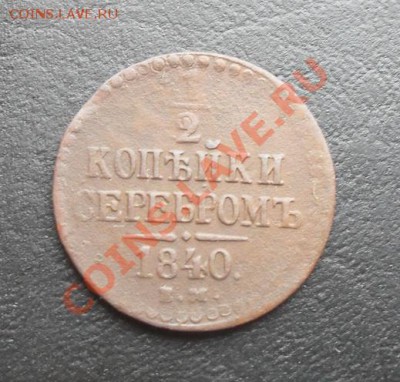 COINS.LAVE.RU
1
2
КОПѢЙКИ
СЕРЕБРОМЪ
1840.
COINS.LAVE.RU